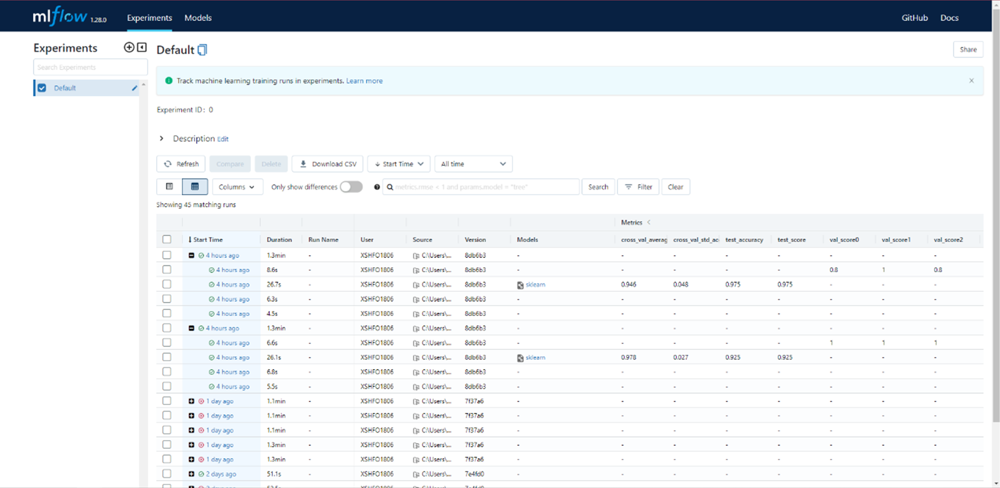 mlflow 1.28.0 Experiments Models GitHub Docs
Experiments
Default
Share
Search Experiments
Default
Track machine learning training runs in experiments. Learn more
Experiment ID: 0
Description Edit
Refresh Compare Delete Download CSV Start Time All time
Columns Only show differences metrics.rmse < 1 and params.model = "tree" Search Filter Clear
Showing 45 matching runs
Metrics
Start Time Duration Run Name User Source Version Models cross_val_averag cross_val_std_ac test_accuracy test_score val_score0 val_score1 val_score2
4 hours ago 1.3min - XSHFO1806 C:\Users\... 8db6b3 - - - - - - - -
4 hours ago 8.6s - XSHFO1806 C:\Users\... 8db6b3 - - - - - 0.8 1 0.8
4 hours ago 26.7s - XSHFO1806 C:\Users\... 8db6b3 sklearn 0.946 0.048 0.975 0.975 - - -
4 hours ago 6.3s - XSHFO1806 C:\Users\... 8db6b3 - - - - - - - -
4 hours ago 4.5s - XSHFO1806 C:\Users\... 8db6b3 - - - - - - - -
4 hours ago 1.3min - XSHFO1806 C:\Users\... 8db6b3 - - - - - - - -
4 hours ago 6.6s - XSHFO1806 C:\Users\... 8db6b3 - - - - - 1 1 1
4 hours ago 26.1s - XSHFO1806 C:\Users\... 8db6b3 sklearn 0.978 0.027 0.925 0.925 - - -
4 hours ago 6.8s - XSHFO1806 C:\Users\... 8db6b3 - - - - - - - -
4 hours ago 5.5s - XSHFO1806 C:\Users\... 8db6b3 - - - - - - - -
1 day ago 1.1min - XSHFO1806 C:\Users\... 7f37a6 - - - - - - - -
1 day ago 1.1min - XSHFO1806 C:\Users\... 7f37a6 - - - - - - - -
1 day ago 1.1min - XSHFO1806 C:\Users\... 7f37a6 - - - - - - - -
1 day ago 1.3min - XSHFO1806 C:\Users\... 7f37a6 - - - - - - - -
1 day ago 1.3min - XSHFO1806 C:\Users\... 7f37a6 - - - - - - - -
2 days ago 51.1s - XSHFO1806 C:\Users\... 7e4fd0 - - - - - - - -